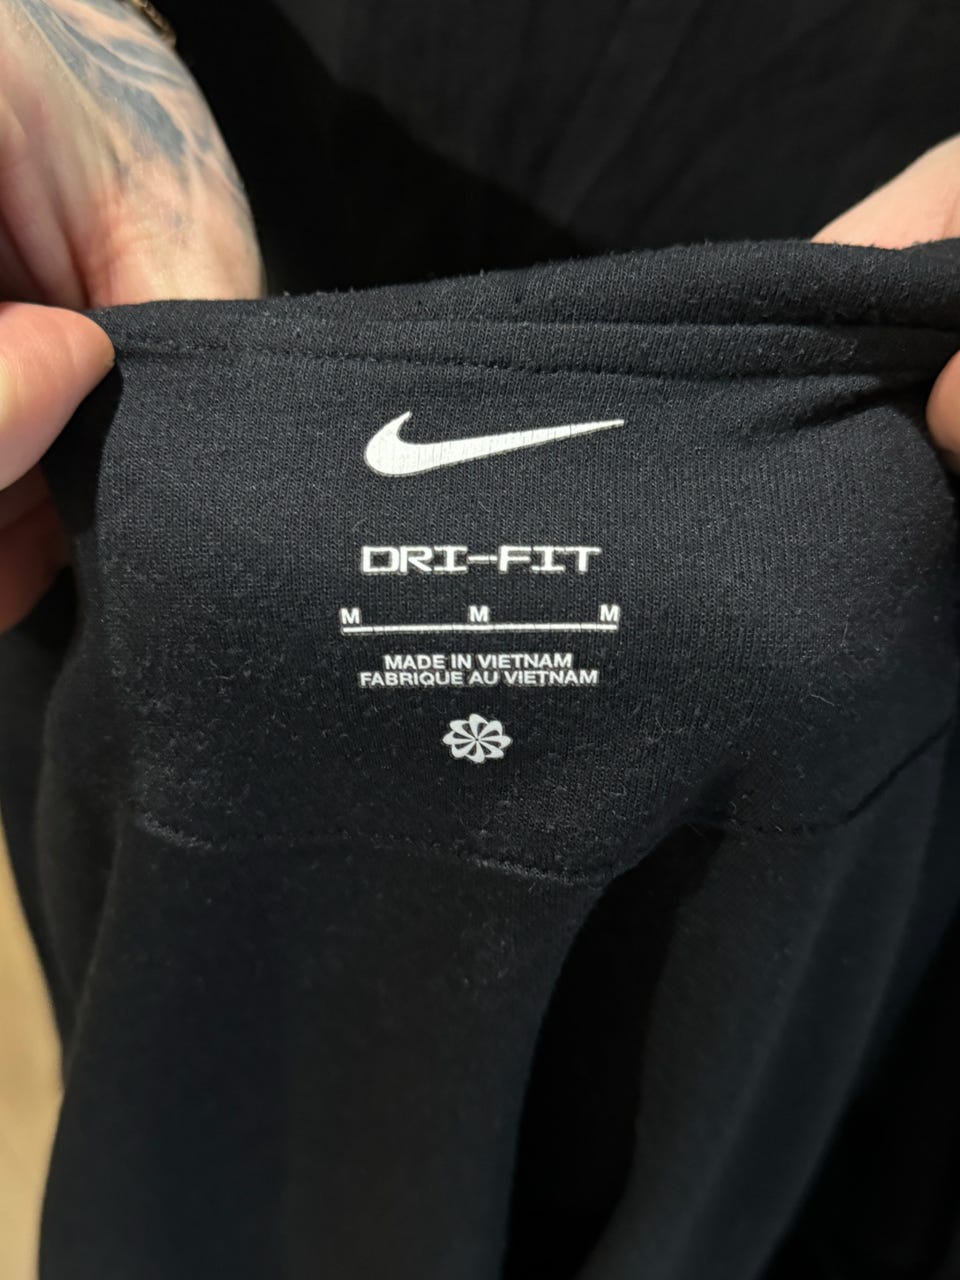 DRI-FIT
M M M
MADE IN VIETNAM
FABRIQUE AU VIETNAM